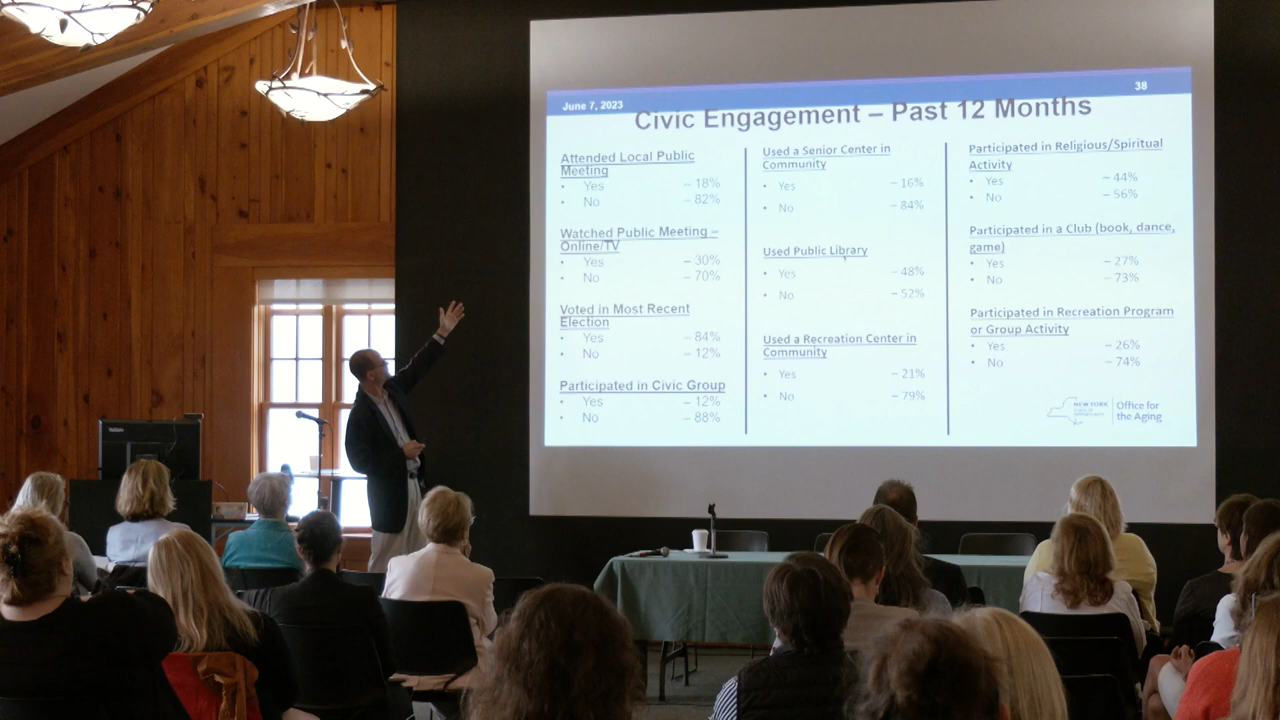 June 7, 2023
38
Civic Engagement – Past 12 Months
Attended Local Public
Meeting
• Yes – 18%
• No – 82%
Watched Public Meeting –
Online/TV
• Yes – 30%
• No – 70%
Voted in Most Recent
Election
• Yes – 84%
• No – 12%
Participated in Civic Group
• Yes – 12%
• No – 88%
Used a Senior Center in
Community
• Yes – 16%
• No – 84%
Used Public Library
• Yes – 48%
• No – 52%
Used a Recreation Center in
Community
• Yes – 21%
• No – 79%
Participated in Religious/Spiritual
Activity
• Yes – 44%
• No – 56%
Participated in a Club (book, dance,
game)
• Yes – 27%
• No – 73%
Participated in Recreation Program
or Group Activity
• Yes – 26%
• No – 74%
NEW YORK
Office for
the Aging